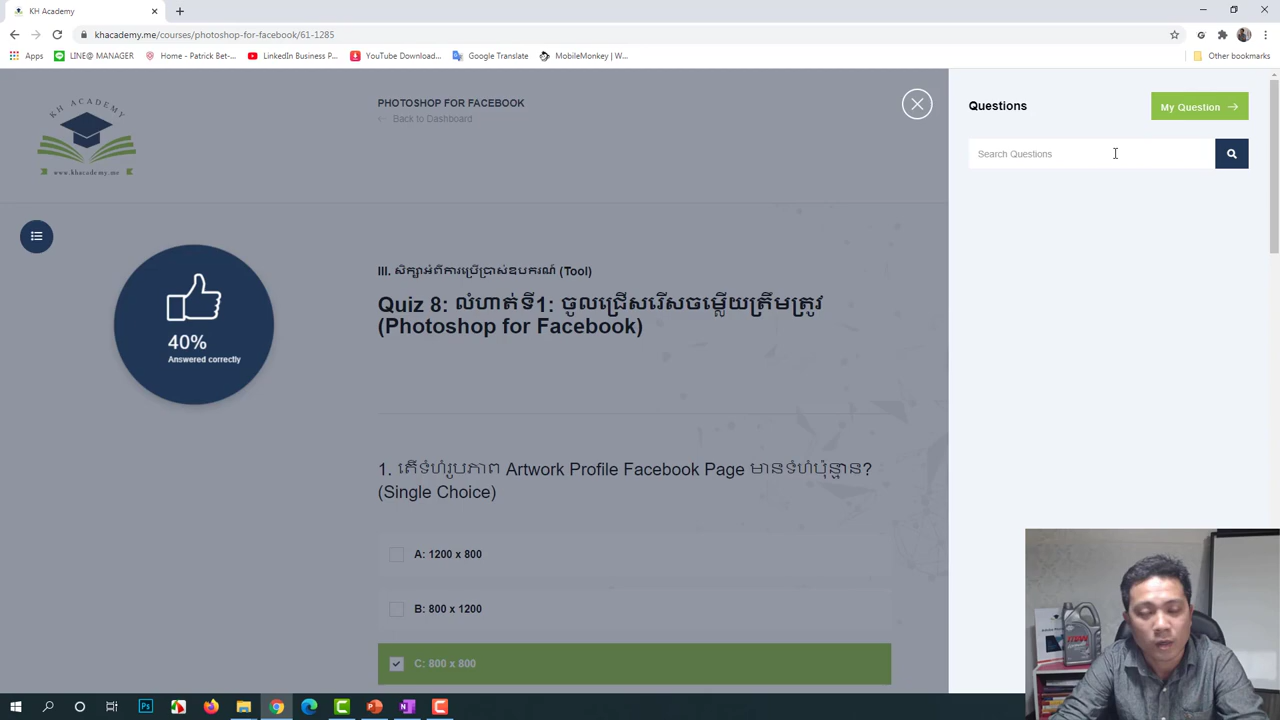 KH Academy
khacademy.me/courses/photoshop-for-facebook/61-1285
Apps
LINE@ MANAGER
Home - Patrick Bet-...
LinkedIn Business P...
YouTube Download...
Google Translate
MobileMonkey | W...
Other bookmarks
KH ACADEMY
www.khacademy.me
PHOTOSHOP FOR FACEBOOK
Back to Dashboard
Questions
My Question
Search Questions
III. សិក្សាអំពីការប្រើប្រាស់ឧបករណ៍ (Tool)
Quiz 8: លំហាត់ទី1: ចូលជ្រើសរើសចម្លើយត្រឹមត្រូវ
(Photoshop for Facebook)
40%
Answered correctly
1. តើទំហំរូបភាព Artwork Profile Facebook Page មានទំហំប៉ុន្មាន?
(Single Choice)
A: 1200 x 800
B: 800 x 1200
C: 800 x 800